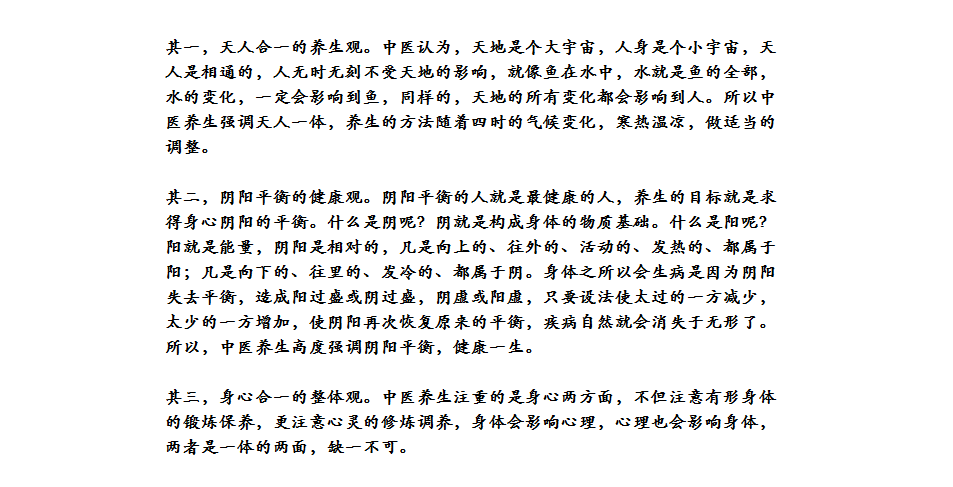 其一，天人合一的养生观。中医认为，天地是个大宇宙，人身是个小宇宙，天
人是相通的，人无时无刻不受天地的影响，就像鱼在水中，水就是鱼的全部，
水的变化，一定会影响到鱼，同样的，天地的所有变化都会影响到人。所以中
医养生强调天人一体，养生的方法随着四时的气候变化，寒热温凉，做适当的
调整。
其二，阴阳平衡的健康观。阴阳平衡的人就是最健康的人，养生的目标就是求
得身心阴阳的平衡。什么是阴呢？阴就是构成身体的物质基础。什么是阳呢？
阳就是能量，阴阳是相对的，凡是向上的、往外的、活动的、发热的、都属于
阳；凡是向下的、往里的、发冷的、都属于阴。身体之所以会生病是因为阴阳
失去平衡，造成阳过盛或阴过盛，阴虚或阳虚，只要设法使太过的一方减少，
太少的一方增加，使阴阳再次恢复原来的平衡，疾病自然就会消失于无形了。
所以，中医养生高度强调阴阳平衡，健康一生。
其三，身心合一的整体观。中医养生注重的是身心两方面，不但注意有形身体
的锻炼保养，更注意心灵的修炼调养，身体会影响心理，心理也会影响身体，
两者是一体的两面，缺一不可。